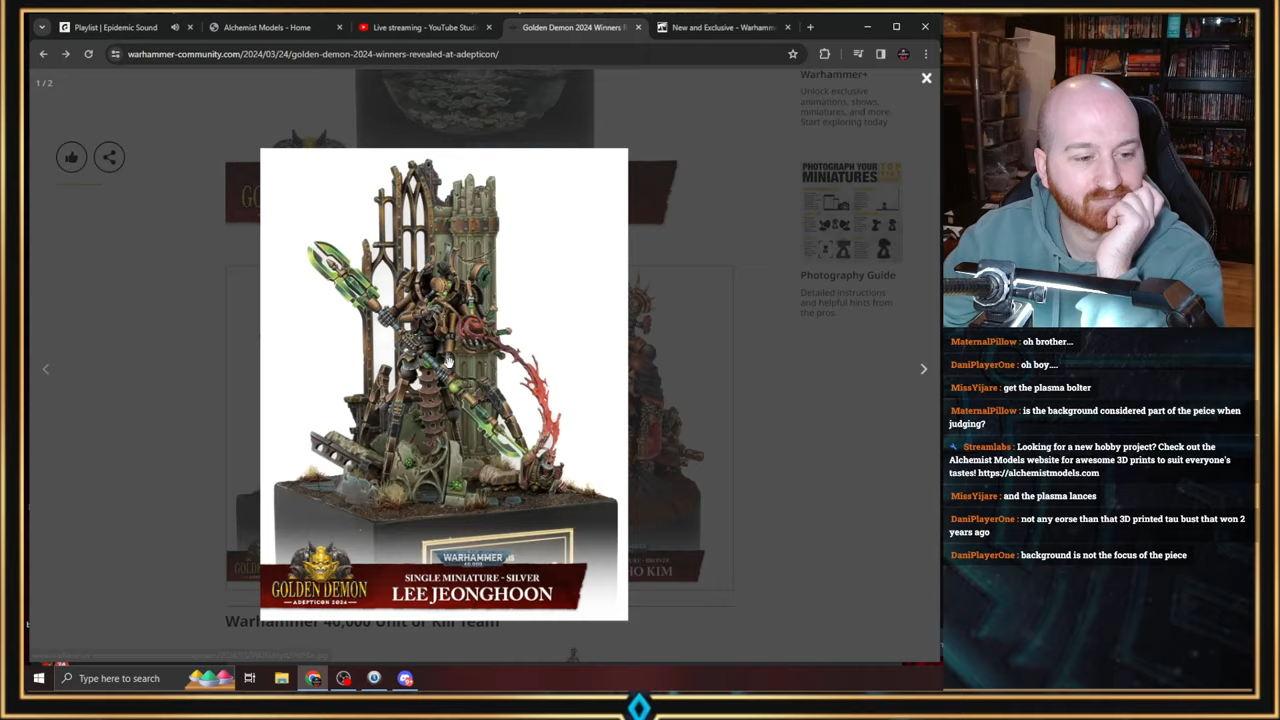 Playlist | Epidemic Sound
Alchemist Models - Home
Live streaming - YouTube Studi
Golden Demon 2024 Winners R
New and Exclusive - Warhamme
warhammer-community.com/2024/03/24/golden-demon-2024-winners-revealed-at-adepticon/
1 / 2
Warhammer+
Unlock exclusive
animations, shows,
miniatures, and more.
Start exploring today
PHOTOGRAPH YOUR
MINIATURES
Photography Guide
Detailed instructions
and helpful hints from
the pros.
WARHAMMER
40,000
GOLDEN DEMON
ADEPTICON 2024
SINGLE MINIATURE - SILVER
LEE JEONGHOON
HO KIM
Warhammer 40,000 Unit or Kill Team
Type here to search
MaternalPillow : oh brother...
DaniPlayerOne : oh boy....
MissYijare : get the plasma bolter
MaternalPillow : is the background considered part of the peice when
judging?
Streamlabs : Looking for a new hobby project? Check out the
Alchemist Models website for awesome 3D prints to suit everyone's
tastes! https://alchemistmodels.com
MissYijare : and the plasma lances
DaniPlayerOne : not any eorse than that 3D printed tau bust that won 2
years ago
DaniPlayerOne : background is not the focus of the piece